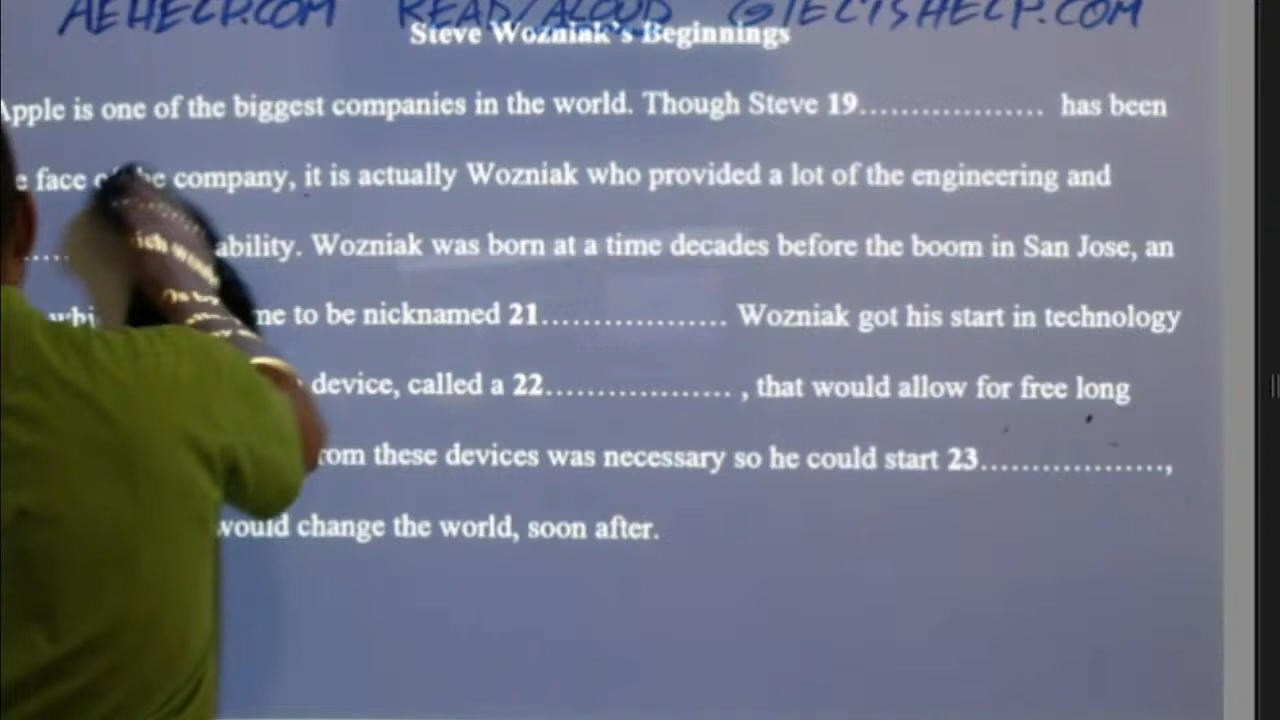 AEHELP.COM READ/ALOUD GIELTSHELP.COM
Steve Wozniak's Beginnings
Apple is one of the biggest companies in the world. Though Steve 19.................. has been
face of the company, it is actually Wozniak who provided a lot of the engineering and
ability. Wozniak was born at a time decades before the boom in San Jose, an
to be nicknamed 21.................. Wozniak got his start in technology
device, called a 22.................. , that would allow for free long
from these devices was necessary so he could start 23..................,
would change the world, soon after.